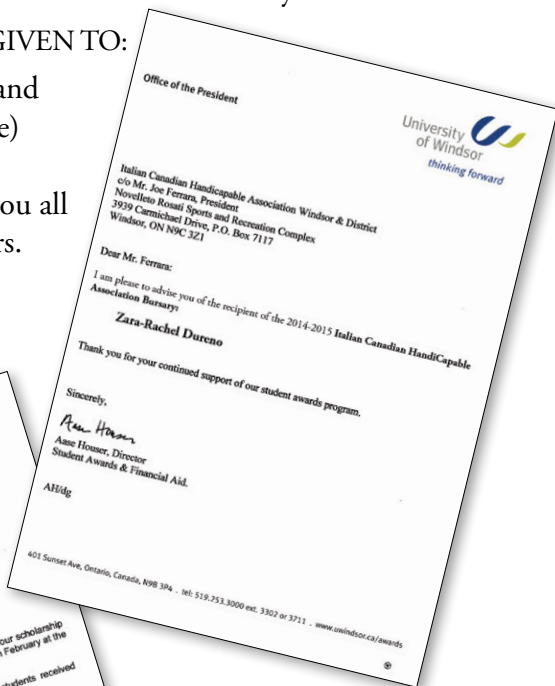 GIVEN TO:
and
e)
ou all
rs.
Office of the President
University
of Windsor
thinking forward
Italian Canadian Handicapable Association Windsor & District
c/o Mr. Joe Ferrara, President
Novelleto Rosati Sports and Recreation Complex
3939 Carmichael Drive, P.O. Box 7117
Windsor, ON N9C 3Z1
Dear Mr. Ferrara:
I am please to advise you of the recipient of the 2014-2015 Italian Canadian HandiCapable
Association Bursary:
Zara-Rachel Dureno
Thank you for your continued support of our student awards program.
Sincerely,
Aase Houser
Aase Houser, Director
Student Awards & Financial Aid.
AH/dg
401 Sunset Ave, Ontario, Canada, N9B 3P4 . tel: 519.253.3000 ext. 3302 or 3711 . www.uwindsor.ca/awards
our scholarship
February at the
students received